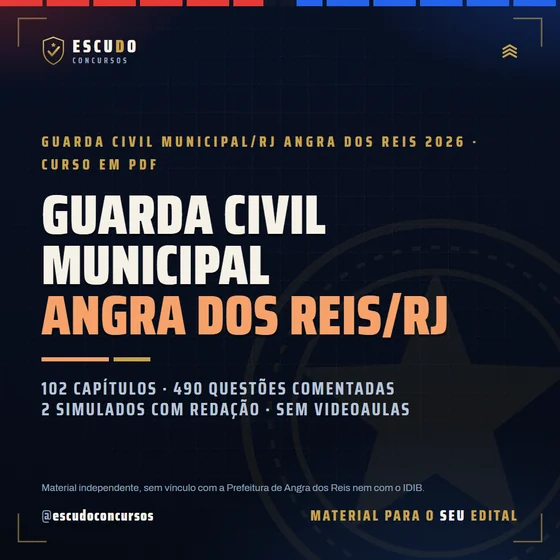 ESCUDO
CONCURSOS
GUARDA CIVIL MUNICIPAL/RJ ANGRA DOS REIS 2026 ·
CURSO EM PDF
GUARDA CIVIL
MUNICIPAL
ANGRA DOS REIS/RJ
102 CAPÍTULOS · 490 QUESTÕES COMENTADAS
2 SIMULADOS COM REDAÇÃO · SEM VIDEOAULAS
Material independente, sem vínculo com a Prefeitura de Angra dos Reis nem com o IDIB.
@escudoconcursos
MATERIAL PARA O SEU EDITAL